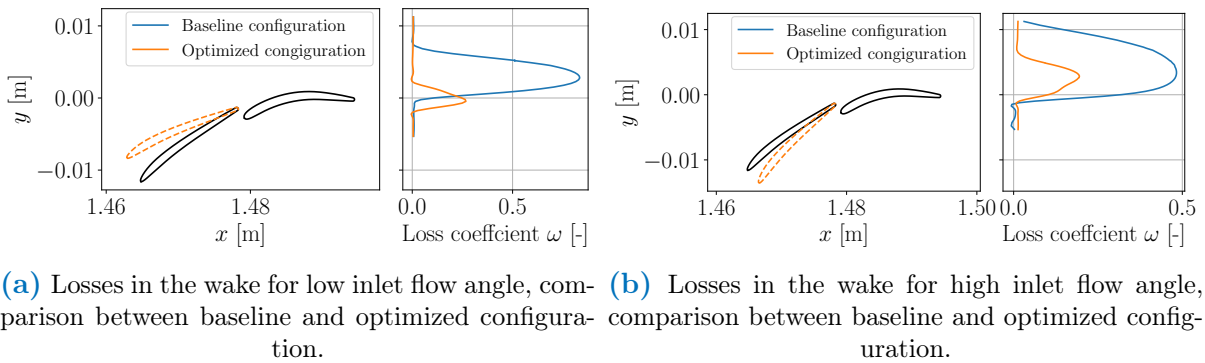 0.01
0.00
−0.01
y [m]
Baseline configuration
Optimized congiguration
1.46
1.48
x [m]
0.0
0.5
Loss coeffcient ω [-]
0.01
0.00
−0.01
y [m]
Baseline configuration
Optimized congiguration
1.46
1.48
1.50
x [m]
0.0
0.5
Loss coeffcient ω [-]
(a) Losses in the wake for low inlet flow angle, com-
parison between baseline and optimized configura-
tion.
(b) Losses in the wake for high inlet flow angle,
comparison between baseline and optimized config-
uration.